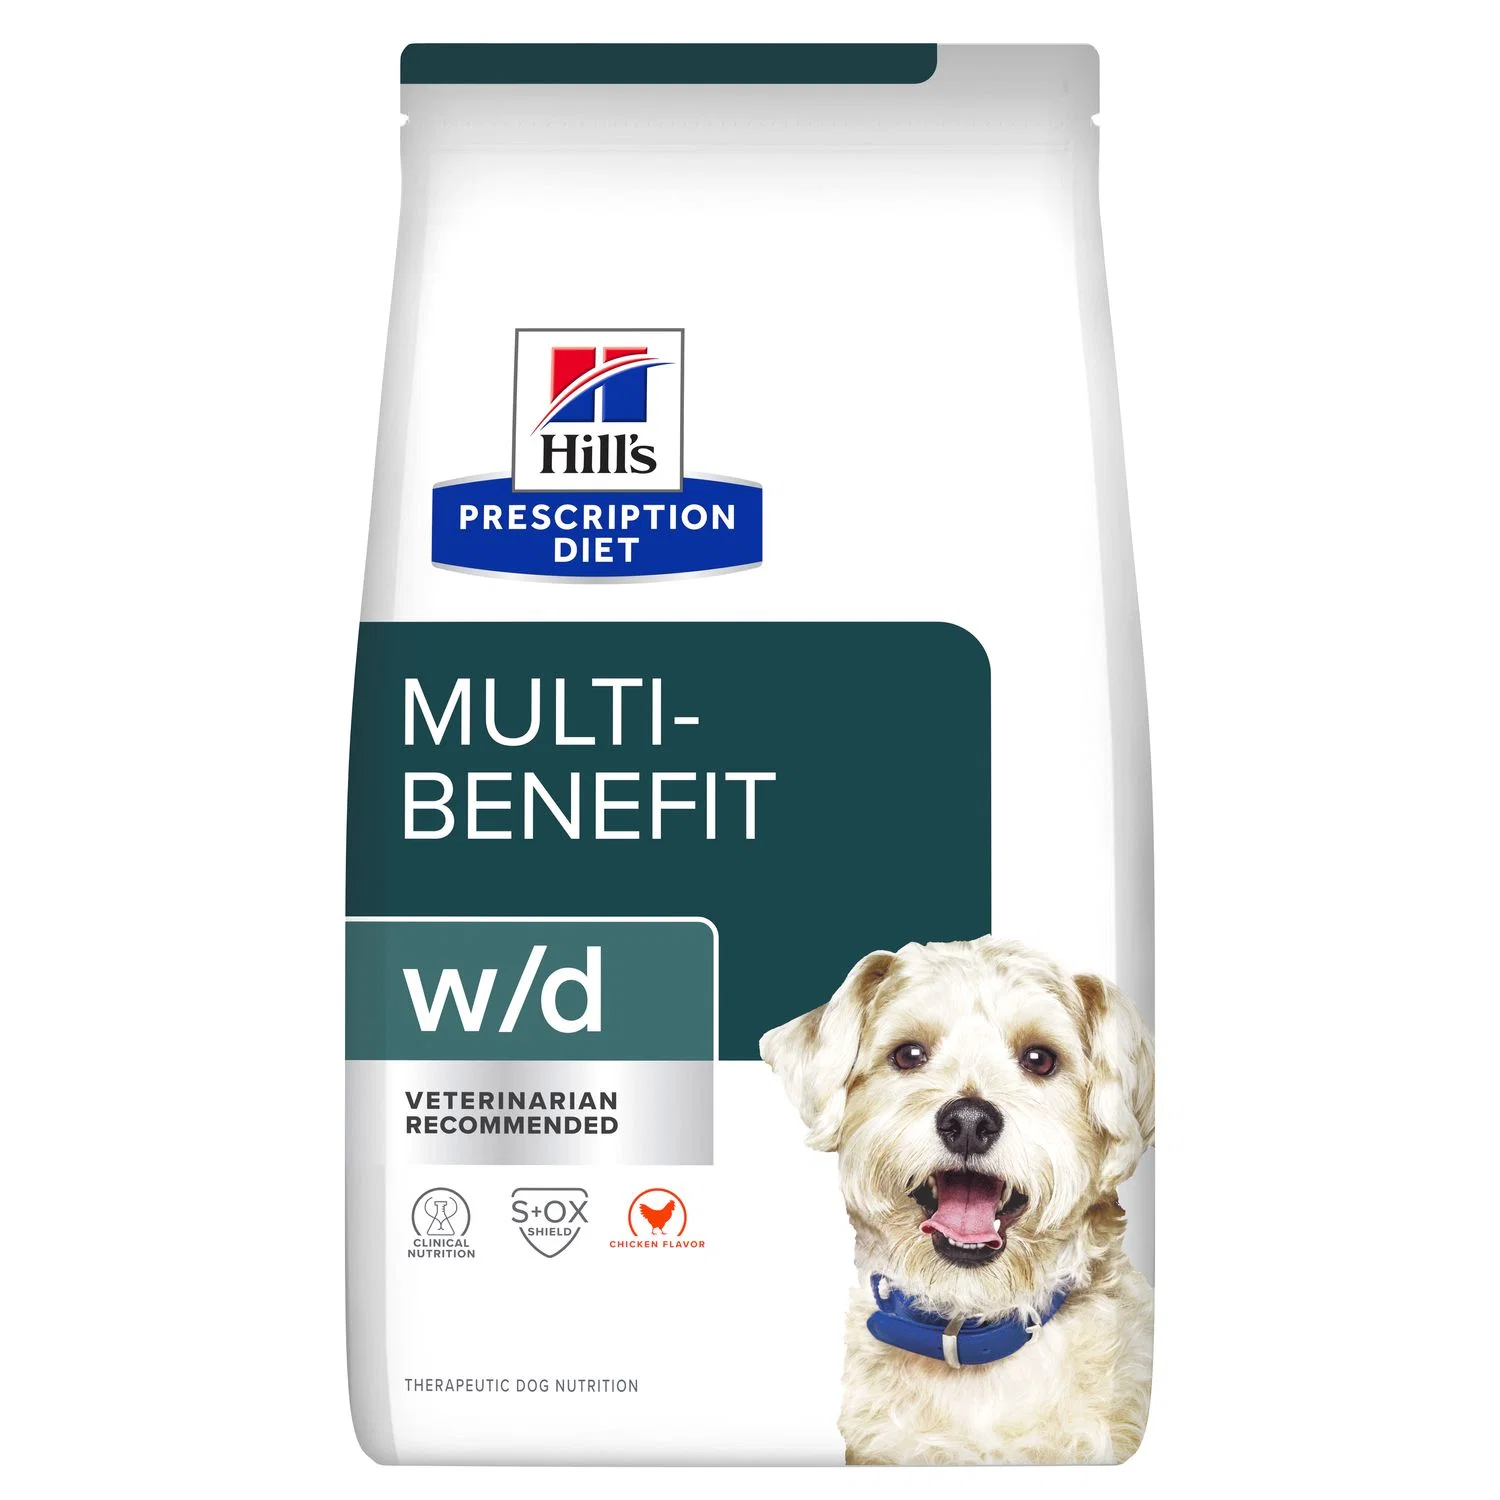 Hill's
PRESCRIPTION
DIET
MULTI-
BENEFIT
w/d
VETERINARIAN
RECOMMENDED
CLINICAL
NUTRITION
S+OX
SHIELD
CHICKEN FLAVOR
THERAPEUTIC DOG NUTRITION